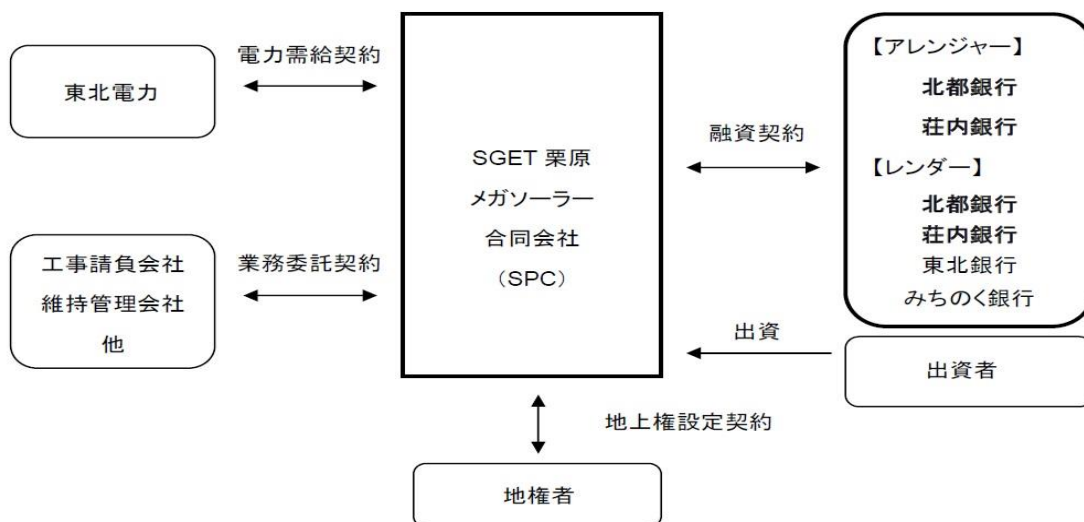 東北電力
電力需給契約
工事請負会社
維持管理会社
他
業務委託契約
SGET 栗原
メガソーラー
合同会社
（SPC）
融資契約
【アレンジャー】
北都銀行
荘内銀行
【レンダー】
北都銀行
荘内銀行
東北銀行
みちのく銀行
出資
出資者
地上権設定契約
地権者